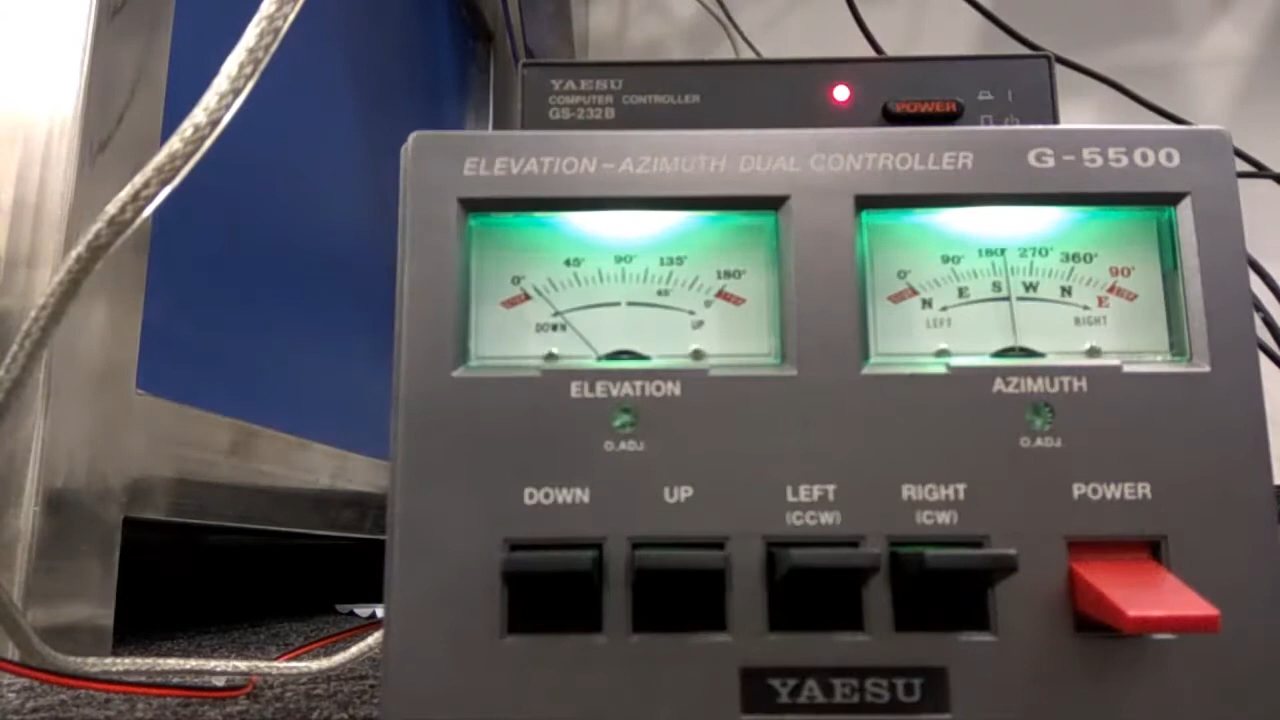 YAESU
COMPUTER CONTROLLER
GS-232B
POWER
ELEVATION-AZIMUTH DUAL CONTROLLER G-5500
0° 45° 90° 135° 180°
45° 0°
DOWN UP
0° 90° 180° 270° 360° 90°
N E S W N E
LEFT RIGHT
ELEVATION
O.ADJ.
AZIMUTH
O.ADJ.
DOWN UP LEFT (CCW) RIGHT (CW) POWER
YAESU